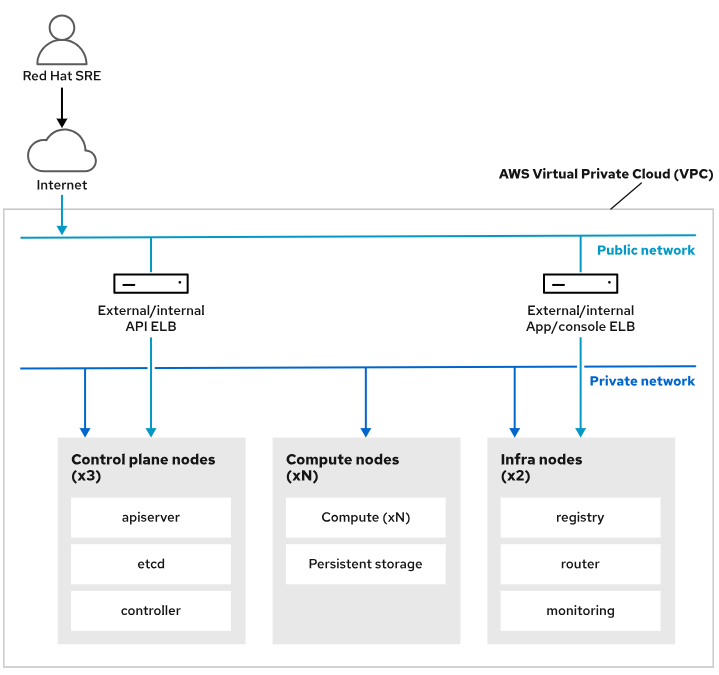 Red Hat SRE
Internet
AWS Virtual Private Cloud (VPC)
Public network
External/internal
API ELB
External/internal
App/console ELB
Private network
Control plane nodes
(x3)
apiserver
etcd
controller
Compute nodes
(xN)
Compute (xN)
Persistent storage
Infra nodes
(x2)
registry
router
monitoring